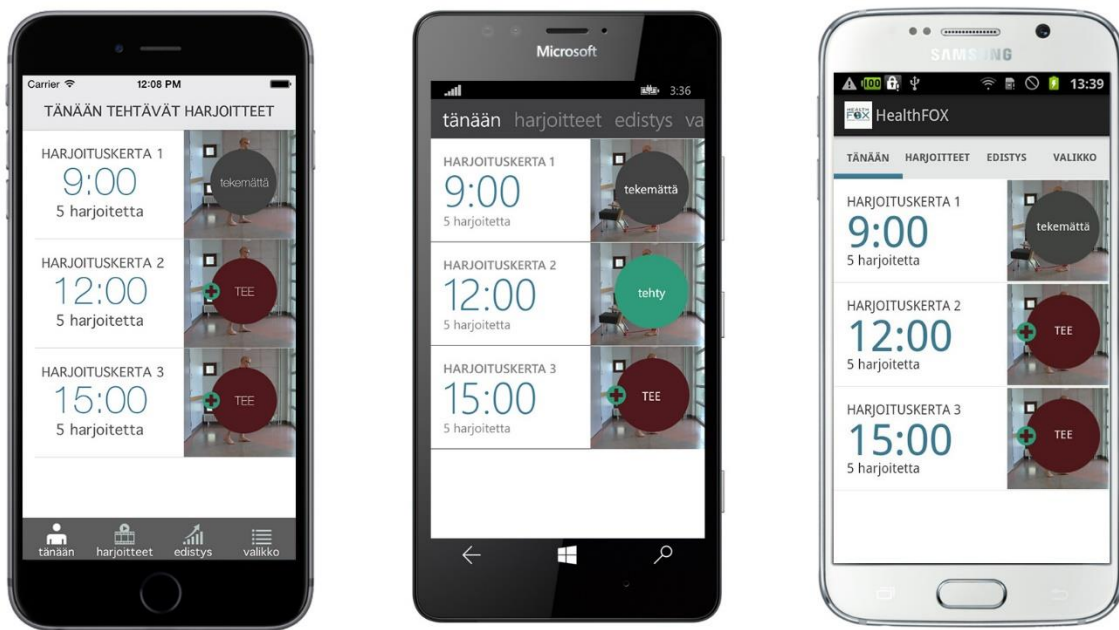 Carrier
12:08 PM
TÄNÄÄN TEHTÄVÄT HARJOITTEET
HARJOITUSKERTA 1
9:00
5 harjoitetta
tekemättä
HARJOITUSKERTA 2
12:00
5 harjoitetta
TEE
HARJOITUSKERTA 3
15:00
5 harjoitetta
TEE
tänään harjoitteet edistys valikko
Microsoft
3:36
tänään harjoitteet edistys va
HARJOITUSKERTA 1
9:00
5 harjoitetta
tekemättä
HARJOITUSKERTA 2
12:00
5 harjoitetta
tehty
HARJOITUSKERTA 3
15:00
5 harjoitetta
TEE
SAMSUNG
100
13:39
HEALTH
FOX
HealthFOX
TÄNÄÄN HARJOITTEET EDISTYS VALIKKO
HARJOITUSKERTA 1
9:00
5 harjoitetta
tekemättä
HARJOITUSKERTA 2
12:00
5 harjoitetta
TEE
HARJOITUSKERTA 3
15:00
5 harjoitetta
TEE